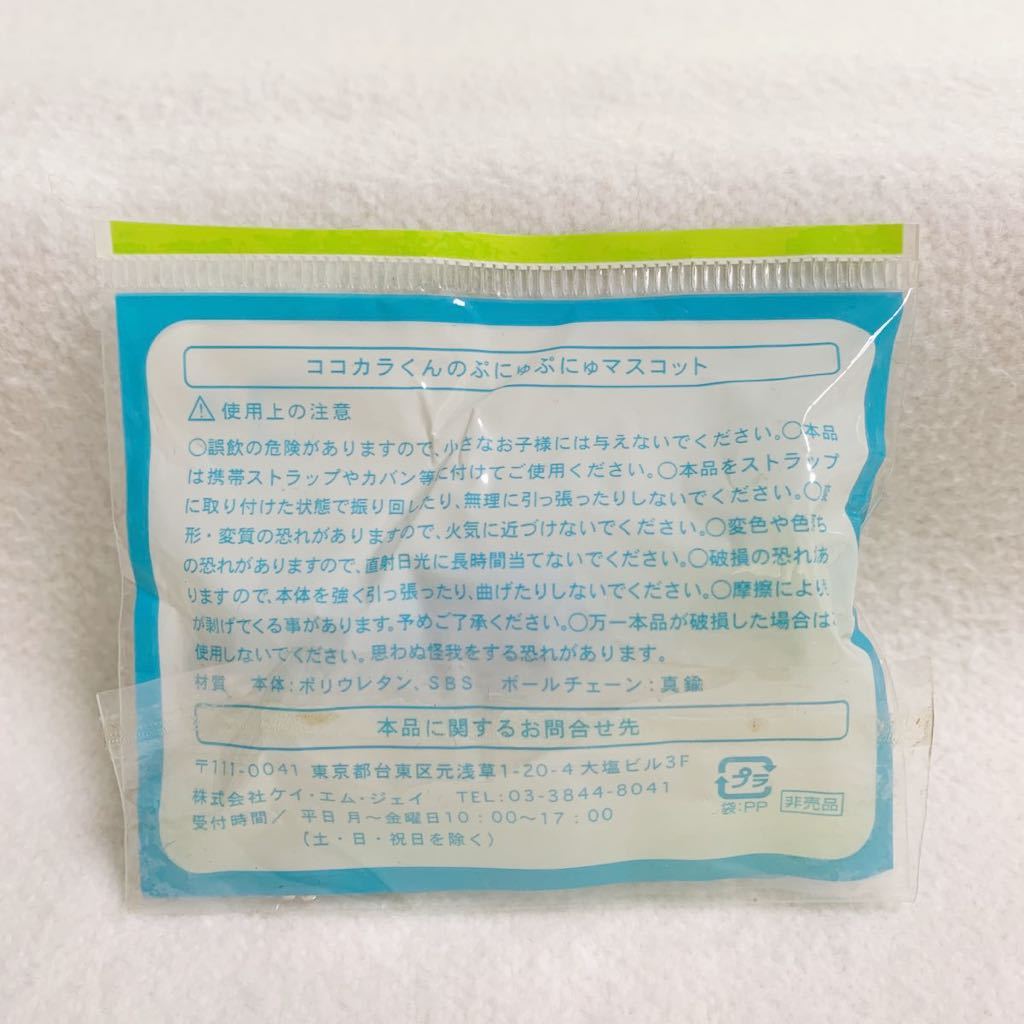 ココカラくんのぷにゅぷにゅマスコット
⚠使用上の注意
○誤飲の危険がありますので、小さなお子様には与えないでください。○本品
は携帯ストラップやカバン等に付けてご使用ください。○本品をストラップ
に取り付けた状態で振り回したり、無理に引っ張ったりしないでください。○
形・変質の恐れがありますので、火気に近づけないでください。○変色や色落ち
の恐れがありますので、直射日光に長時間当てないでください。○破損の恐れがあ
りますので、本体を強く引っ張ったり、曲げたりしないでください。○摩擦により
が剥げてくる事があります。予めご了承ください。○万一本品が破損した場合は
使用しないでください。思わぬ怪我をする恐れがあります。
材質 本体:ポリウレタン、SBS ボールチェーン:真鍮
本品に関するお問合せ先
〒111-0041 東京都台東区元浅草1-20-4 大塩ビル3F
株式会社ケイ・エム・ジェイ TEL:03-3844-8041
受付時間/ 平日 月〜金曜日10:00〜17:00
(土・日・祝日を除く)
プラ
袋:PP 非売品